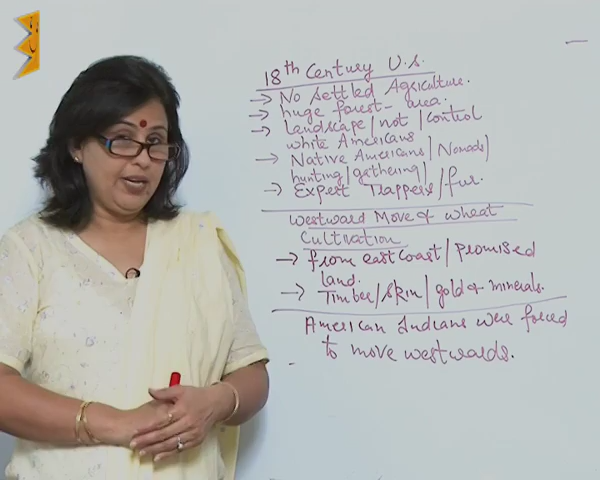 18th Century U.S.
→ No Settled Agriculture.
→ huge forest - area.
→ landscape/not/control
white Americans
→ Native Americans/Nomads/
hunting/gathering/
→ Expert Trappers/fur.
Westward Move & wheat
Cultivation
→ from east coast/promised
land.
→ Timber/skin/gold & minerals.
American Indians were forced
to move westwards.